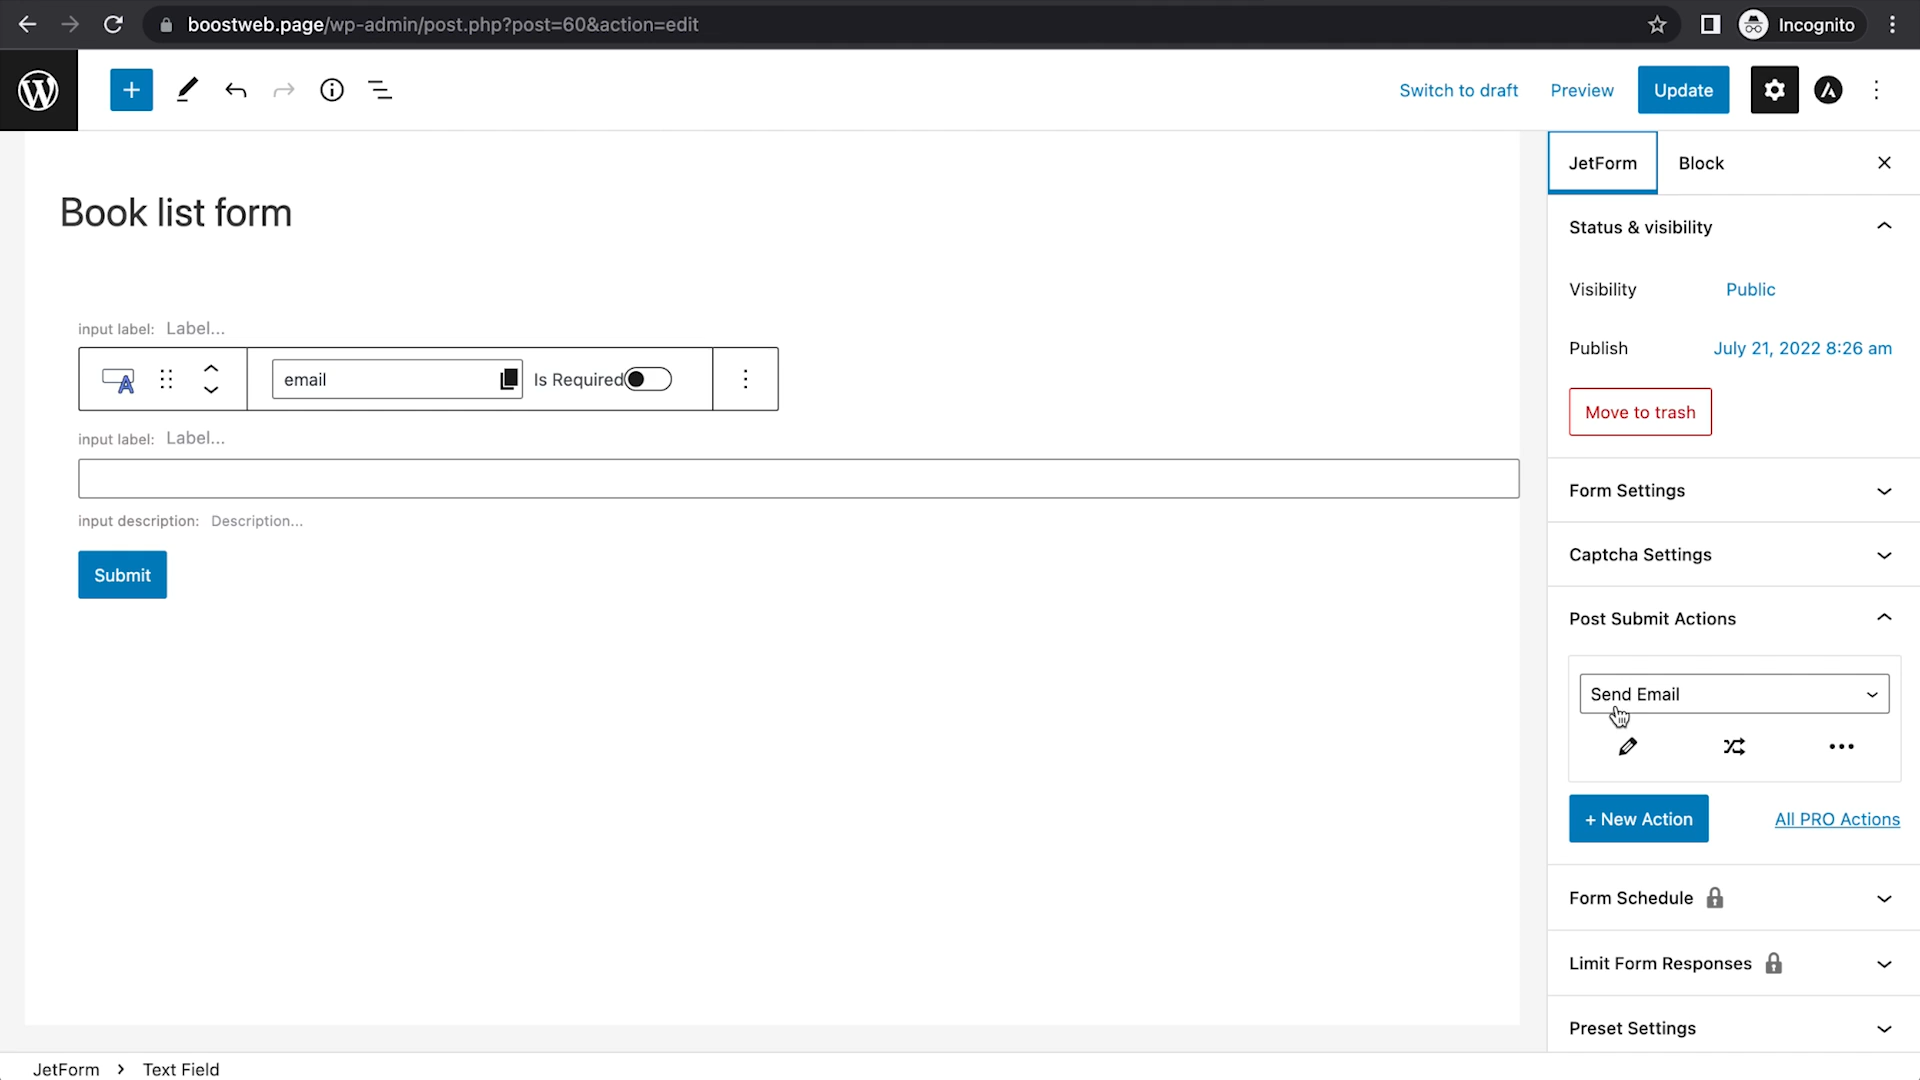 boostweb.page/wp-admin/post.php?post=60&action=edit
Incognito
Switch to draft
Preview
Update
JetForm
Block
Book list form
input label: Label...
email
Is Required
input label: Label...
input description: Description...
Submit
Status & visibility
Visibility
Public
Publish
July 21, 2022 8:26 am
Move to trash
Form Settings
Captcha Settings
Post Submit Actions
Send Email
+ New Action
All PRO Actions
Form Schedule
Limit Form Responses
Preset Settings
JetForm › Text Field